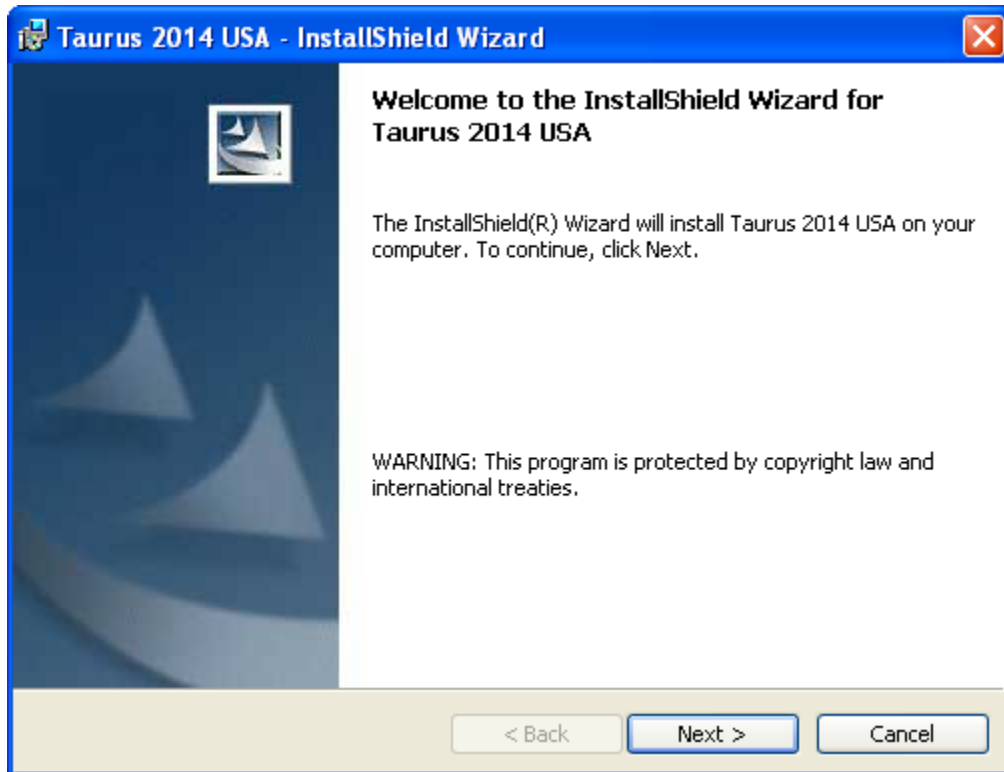 Taurus 2014 USA - InstallShield Wizard
Welcome to the InstallShield Wizard for
Taurus 2014 USA
The InstallShield(R) Wizard will install Taurus 2014 USA on your
computer. To continue, click Next.
WARNING: This program is protected by copyright law and
international treaties.
< Back
Next >
Cancel